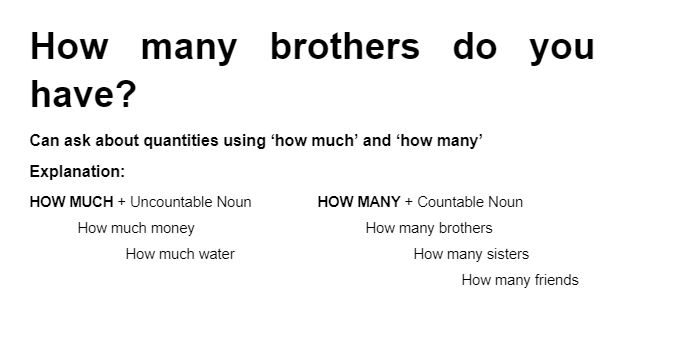 How many brothers do you
have?
Can ask about quantities using ‘how much’ and ‘how many’
Explanation:
HOW MUCH + Uncountable Noun HOW MANY + Countable Noun
How much money How many brothers
How much water How many sisters
How many friends